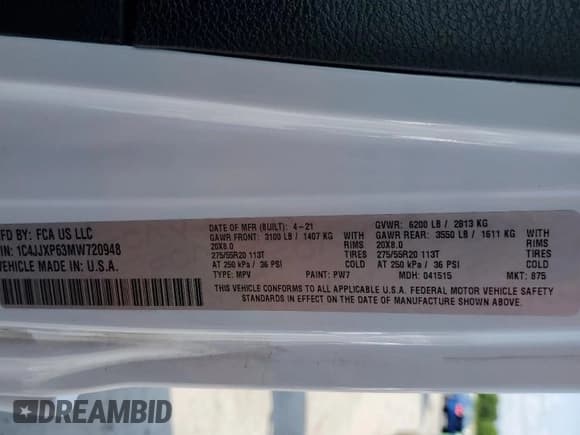 MFD BY: FCA US LLC
VIN: 1C4JJXP63MW720948
VEHICLE MADE IN: U.S.A.
DATE OF MFR (BUILT): 4-21
GAWR FRONT: 3100 LB / 1407 KG WITH
20X8.0 RIMS
275/55R20 113T TIRES
AT 250 kPa / 36 PSI COLD
TYPE: MPV PAINT: PW7
GVWR: 6200 LB / 2813 KG
GAWR REAR: 3550 LB / 1611 KG WITH
20X8.0 RIMS
275/55R20 113T TIRES
AT 250 kPa / 36 PSI COLD
MDH: 041515 MKT: 875
THIS VEHICLE CONFORMS TO ALL APPLICABLE U.S.A. FEDERAL MOTOR VEHICLE SAFETY
STANDARDS IN EFFECT ON THE DATE OF MANUFACTURE SHOWN ABOVE.
DREAMBID